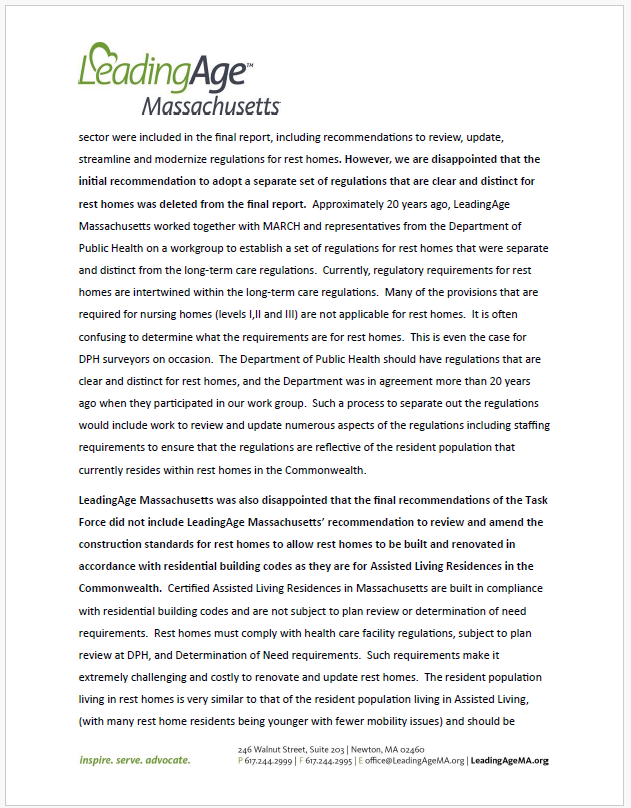 LeadingAge™
Massachusetts
sector were included in the final report, including recommendations to review, update,
streamline and modernize regulations for rest homes. However, we are disappointed that the
initial recommendation to adopt a separate set of regulations that are clear and distinct for
rest homes was deleted from the final report.  Approximately 20 years ago, LeadingAge
Massachusetts worked together with MARCH and representatives from the Department of
Public Health on a workgroup to establish a set of regulations for rest homes that were separate
and distinct from the long-term care regulations.  Currently, regulatory requirements for rest
homes are intertwined within the long-term care regulations.  Many of the provisions that are
required for nursing homes (levels I,II and III) are not applicable for rest homes.  It is often
confusing to determine what the requirements are for rest homes.  This is even the case for
DPH surveyors on occasion.  The Department of Public Health should have regulations that are
clear and distinct for rest homes, and the Department was in agreement more than 20 years
ago when they participated in our work group.  Such a process to separate out the regulations
would include work to review and update numerous aspects of the regulations including staffing
requirements to ensure that the regulations are reflective of the resident population that
currently resides within rest homes in the Commonwealth.
LeadingAge Massachusetts was also disappointed that the final recommendations of the Task
Force did not include LeadingAge Massachusetts’ recommendation to review and amend the
construction standards for rest homes to allow rest homes to be built and renovated in
accordance with residential building codes as they are for Assisted Living Residences in the
Commonwealth.  Certified Assisted Living Residences in Massachusetts are built in compliance
with residential building codes and are not subject to plan review or determination of need
requirements.  Rest homes must comply with health care facility regulations, subject to plan
review at DPH, and Determination of Need requirements.  Such requirements make it
extremely challenging and costly to renovate and update rest homes.  The resident population
living in rest homes is very similar to that of the resident population living in Assisted Living,
(with many rest home residents being younger with fewer mobility issues) and should be
inspire. serve. advocate.
246 Walnut Street, Suite 203 | Newton, MA 02460
P 617.244.2999 | F 617.244.2995 | E office@LeadingAgeMA.org | LeadingAgeMA.org